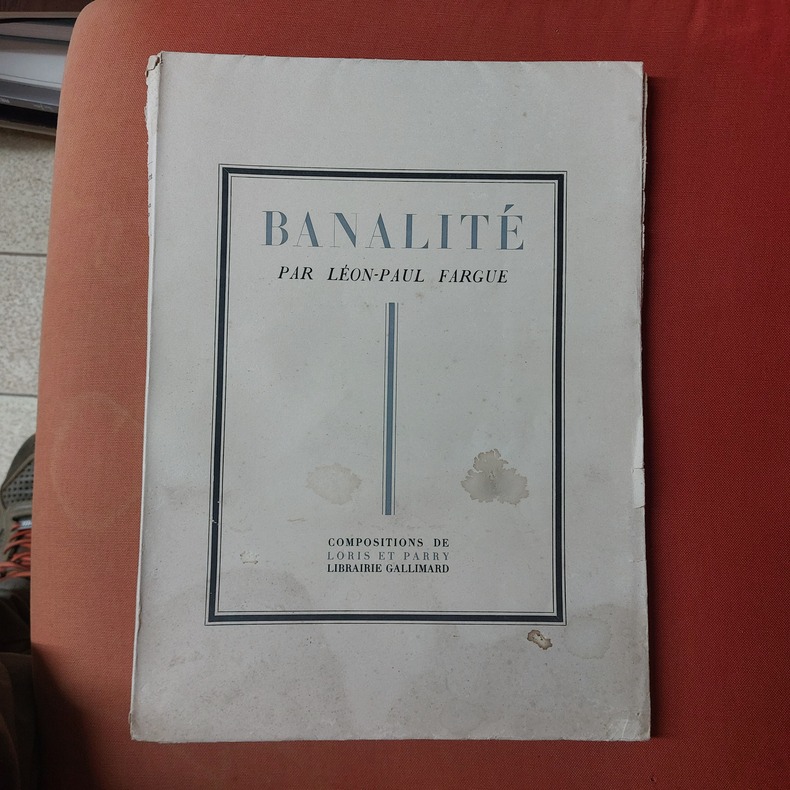 BANALITÉ
PAR LÉON-PAUL FARGUE
COMPOSITIONS DE
LORIS ET PARRY
LIBRAIRIE GALLIMARD